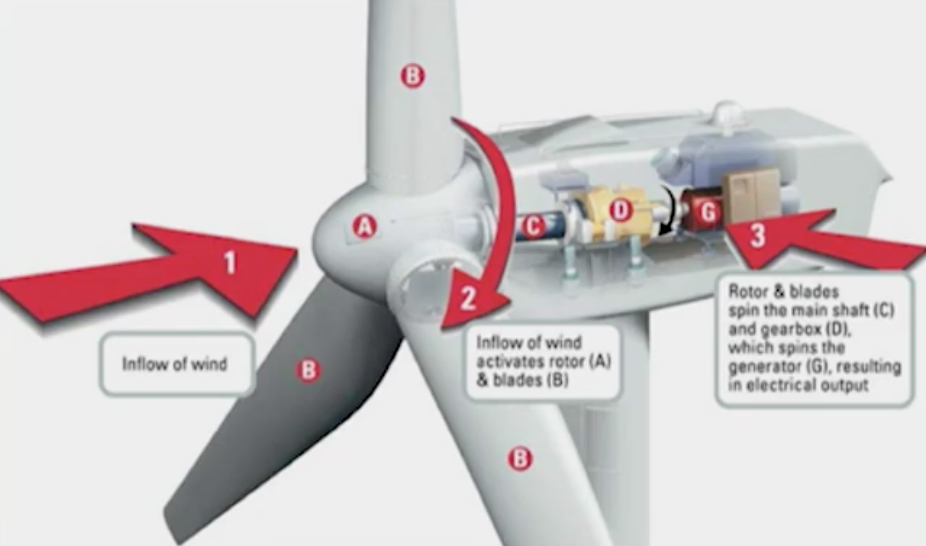 B
A
C
D
G
1
3
2
Rotor & blades
spin the main shaft (C)
and gearbox (D),
which spins the
generator (G), resulting
in electrical output
Inflow of wind
activates rotor (A)
& blades (B)
Inflow of wind
B
B